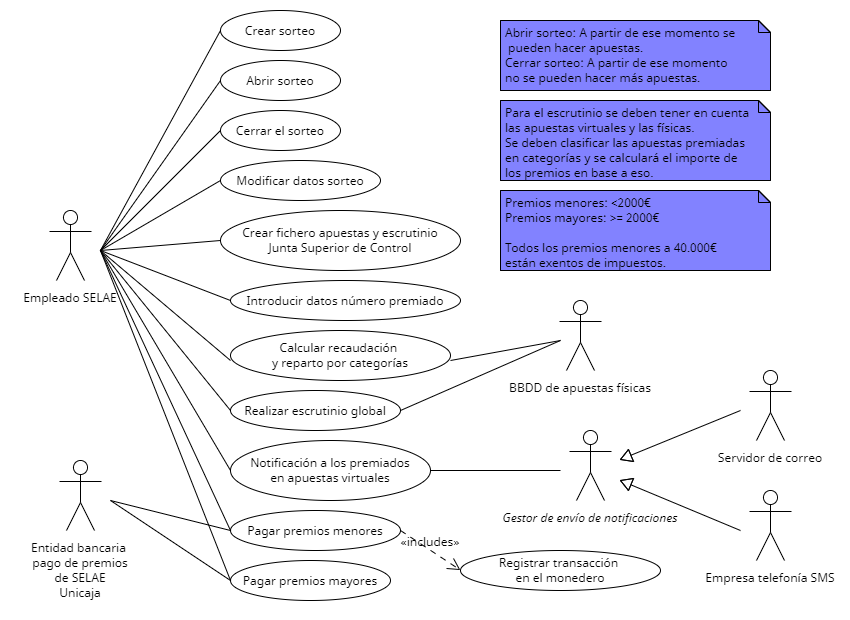 Crear sorteo
Abrir sorteo
Cerrar el sorteo
Modificar datos sorteo
Crear fichero apuestas y escrutinio
Junta Superior de Control
Introducir datos número premiado
Calcular recaudación
y reparto por categorías
Realizar escrutinio global
Notificación a los premiados
en apuestas virtuales
Pagar premios menores
Pagar premios mayores
«includes»
Registrar transacción
en el monedero
Empleado SELAE
Entidad bancaria
pago de premios
de SELAE
Unicaja
Abrir sorteo: A partir de ese momento se
pueden hacer apuestas.
Cerrar sorteo: A partir de ese momento
no se pueden hacer más apuestas.
Para el escrutinio se deben tener en cuenta
las apuestas virtuales y las físicas.
Se deben clasificar las apuestas premiadas
en categorías y se calculará el importe de
los premios en base a eso.
Premios menores: <2000€
Premios mayores: >= 2000€
Todos los premios menores a 40.000€
están exentos de impuestos.
BBDD de apuestas físicas
Gestor de envío de notificaciones
Servidor de correo
Empresa telefonía SMS